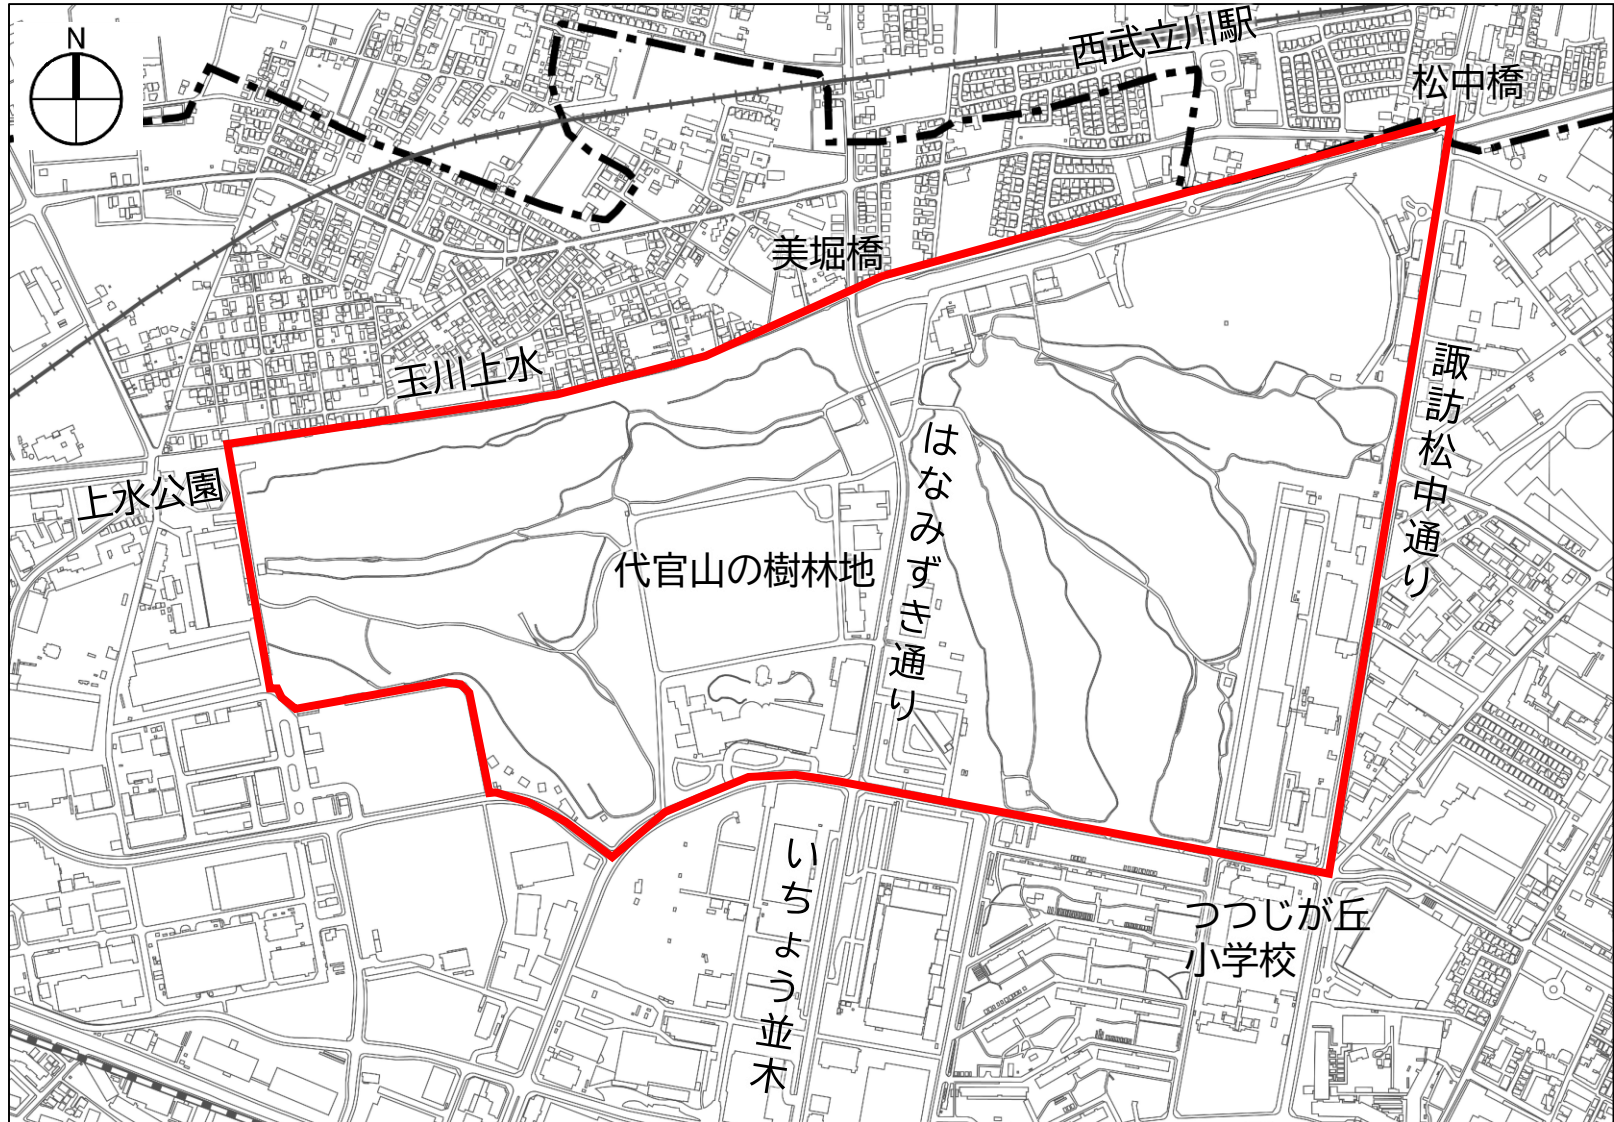 N
西武立川駅
松中橋
美堀橋
玉川上水
諏訪松中通り
はなみずき通り
上水公園
代官山の樹林地
いちょう並木
つつじが丘
小学校